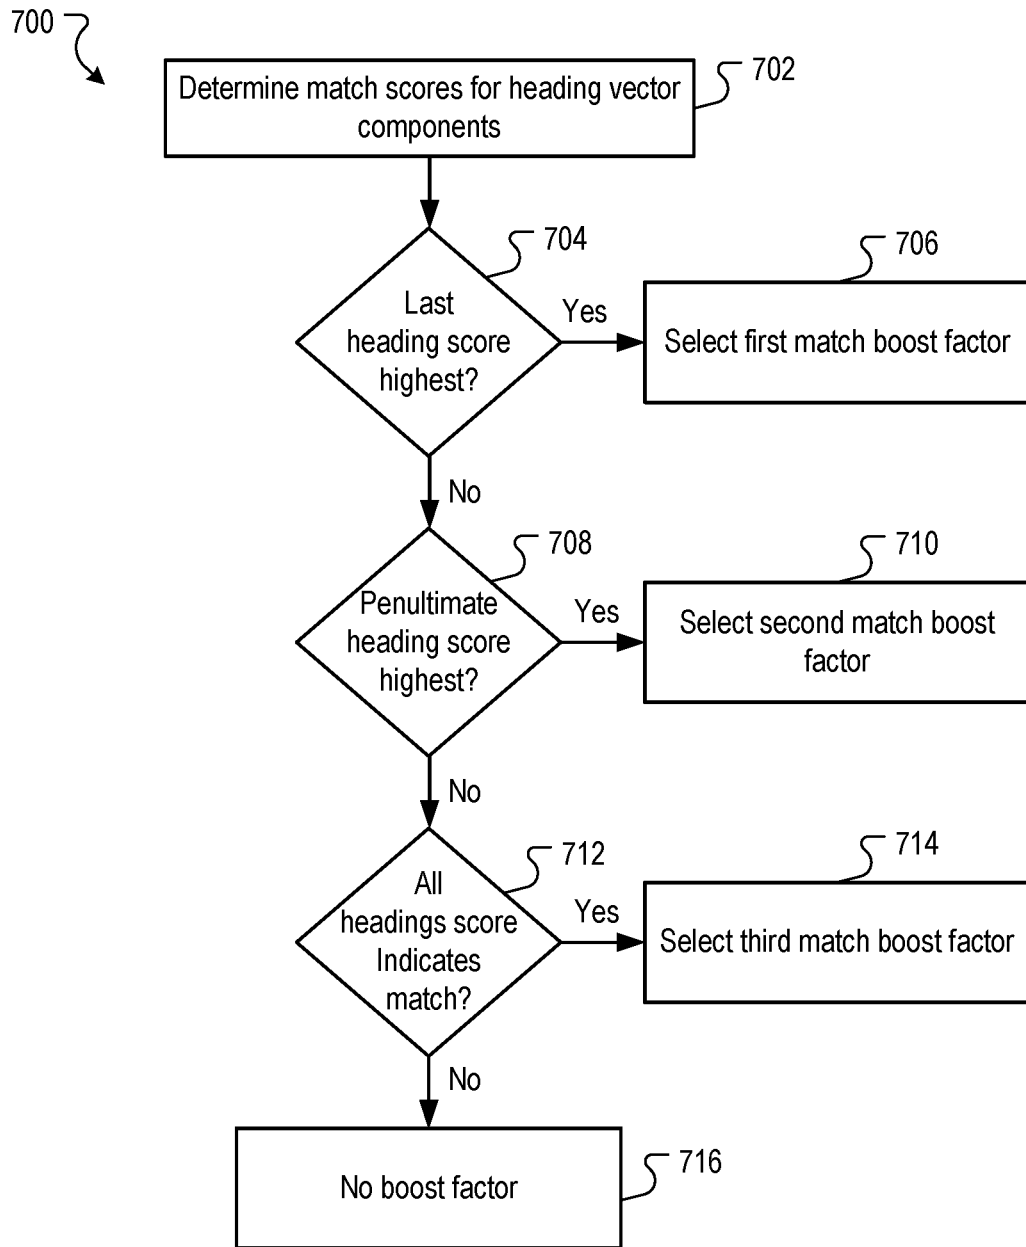 700
702
Determine match scores for heading vector
components
704
706
Last
heading score
highest?
Yes
Select first match boost factor
No
708
710
Penultimate
heading score
highest?
Yes
Select second match boost
factor
No
712
714
All
headings score
Indicates
match?
Yes
Select third match boost factor
No
716
No boost factor